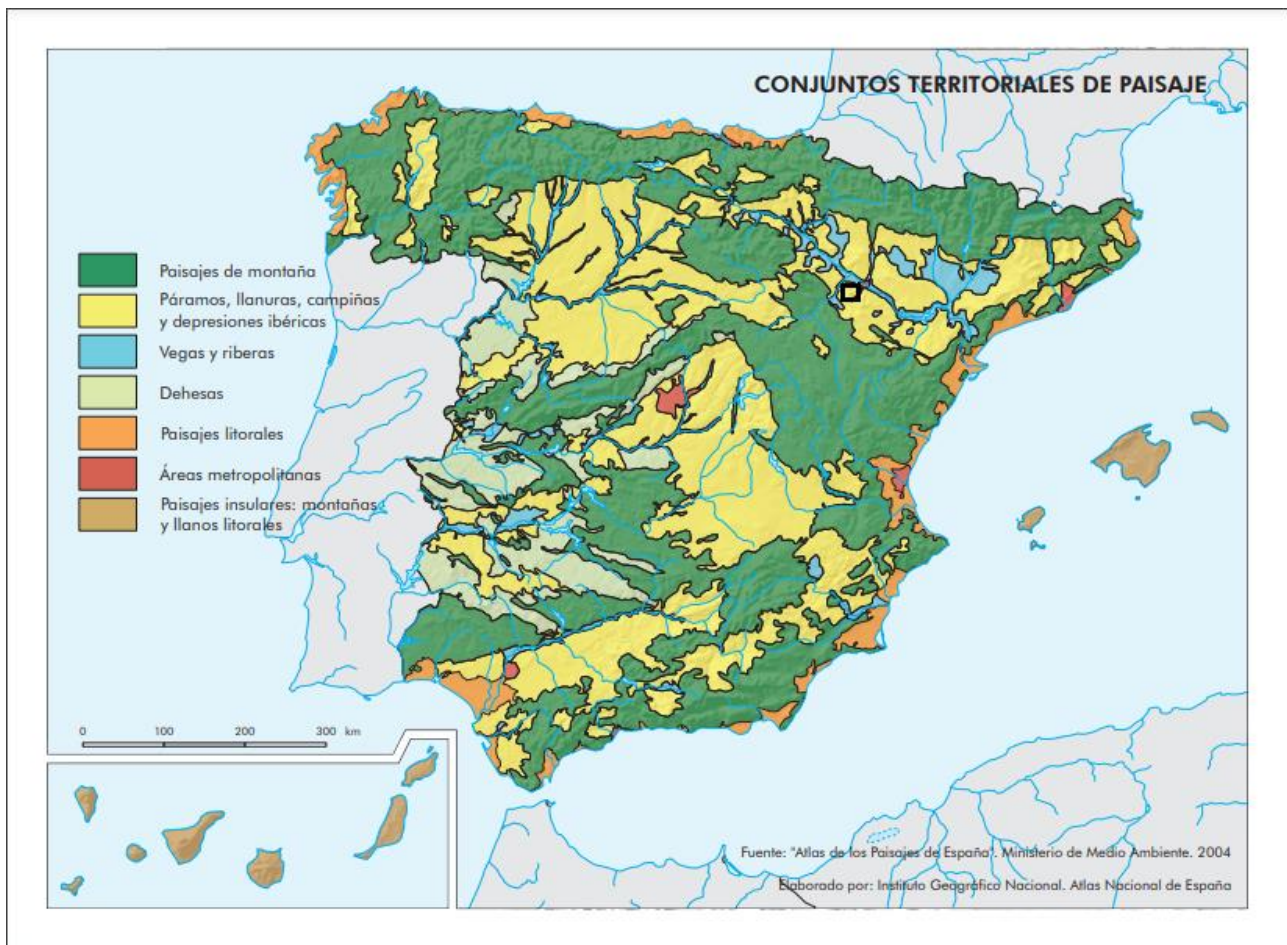 CONJUNTOS TERRITORIALES DE PAISAJE
Paisajes de montaña
Páramos, llanuras, campiñas
y depresiones ibéricas
Vegas y riberas
Dehesas
Paisajes litorales
Áreas metropolitanas
Paisajes insulares: montañas
y llanos litorales
0 100 200 300 km
Fuente: "Atlas de los Paisajes de España". Ministerio de Medio Ambiente. 2004
Elaborado por: Instituto Geográfico Nacional. Atlas Nacional de España